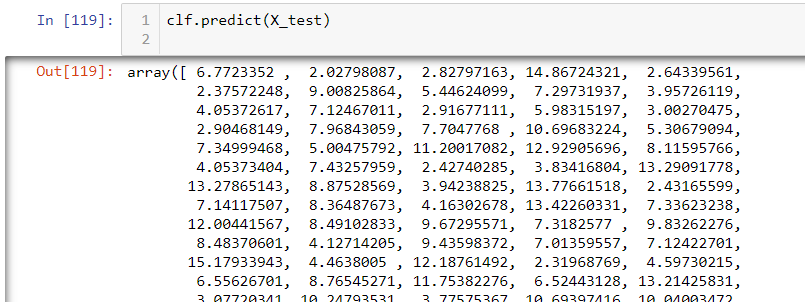 In [119]: 1 clf.predict(X_test)
2
Out[119]: array([ 6.7723352 , 2.02798087, 2.82797163, 14.86724321, 2.64339561,
2.37572248, 9.00825864, 5.44624099, 7.29731937, 3.95726119,
4.05372617, 7.12467011, 2.91677111, 5.98315197, 3.00270475,
2.90468149, 7.96843059, 7.7047768 , 10.69683224, 5.30679094,
7.34999468, 5.00475792, 11.20017082, 12.92905696, 8.11595766,
4.05373404, 7.43257959, 2.42740285, 3.83416804, 13.29091778,
13.27865143, 8.87528569, 3.94238825, 13.77661518, 2.43165599,
7.14117507, 8.36487673, 4.16302678, 13.42260331, 7.33623238,
12.00441567, 8.49102833, 9.67295571, 7.3182577 , 9.83262276,
8.48370601, 4.12714205, 9.43598372, 7.01359557, 7.12422701,
15.17933943, 4.4638005 , 12.18761492, 2.31968769, 4.59730215,
6.55626701, 8.76545271, 11.75382276, 6.52443128, 13.21425831,
3.07720341, 10.24793531, 3.77575367, 10.69397416, 10.04003472,